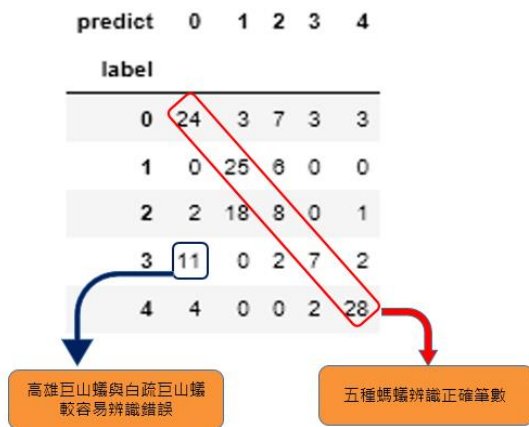 predict 0 1 2 3 4
label
0 24 3 7 3 3
1 0 25 6 0 0
2 2 18 8 0 1
3 11 0 2 7 2
4 4 0 0 2 28
高雄巨山蟻與白疏巨山蟻
較容易辨識錯誤
五種螞蟻辨識正確筆數